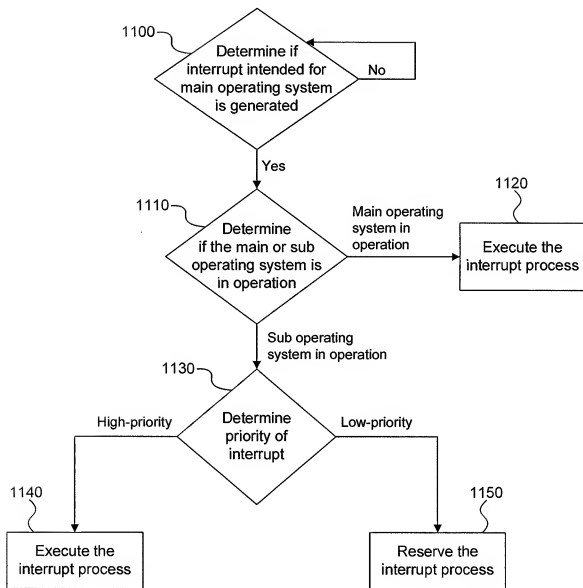 1100
Determine if
interrupt intended for
main operating system
is generated
No
Yes
1110
Determine
if the main or sub
operating system is
in operation
Main operating
system in
operation
1120
Execute the
interrupt process
Sub operating
system in operation
1130
Determine
priority of
interrupt
High-priority
Low-priority
1140
Execute the
interrupt process
1150
Reserve the
interrupt process